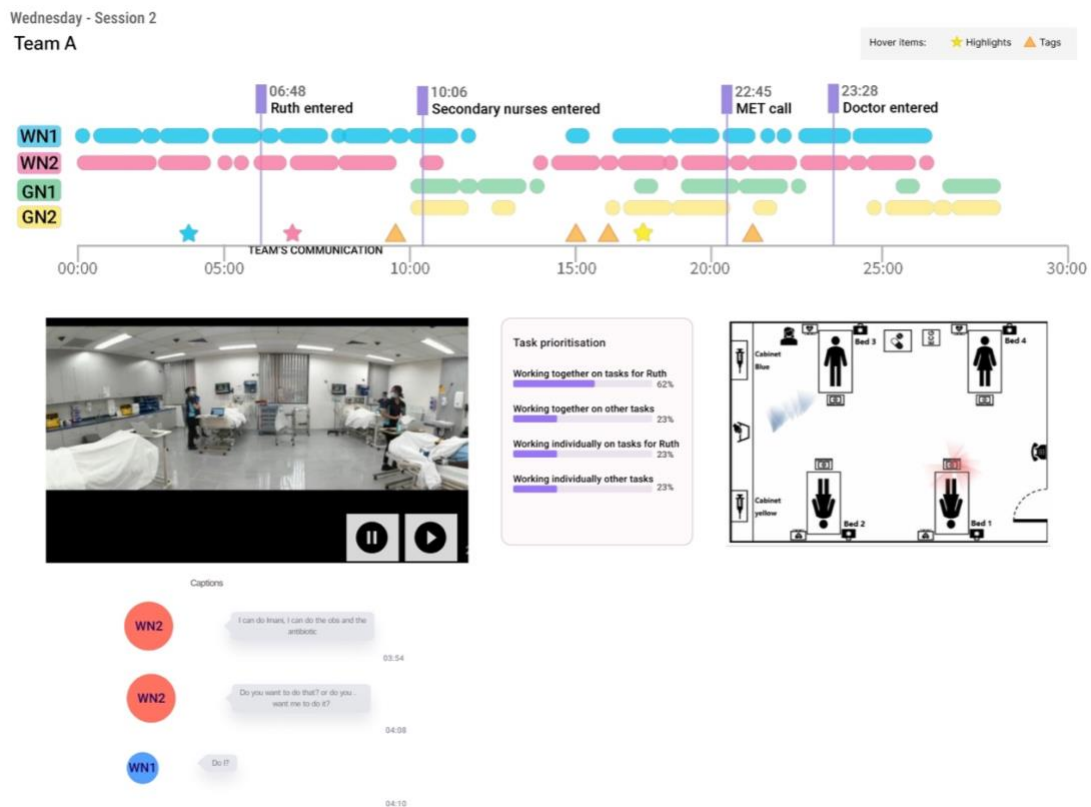 Wednesday - Session 2
Team A
Hover items:
Highlights
Tags
06:48
Ruth entered
10:06
Secondary nurses entered
22:45
MET call
23:28
Doctor entered
WN1
WN2
GN1
GN2
TEAM'S COMMUNICATION
00:00
05:00
10:00
15:00
20:00
25:00
30:00
Task prioritisation
Working together on tasks for Ruth
62%
Working together on other tasks
23%
Working individually on tasks for Ruth
23%
Working individually other tasks
23%
Cabinet
Blue
Bed 3
ECG
Bed 4
Cabinet
yellow
Bed 2
Bed 1
Captions
WN2
I can do Imani, I can do the obs and the
antibiotic
03:54
WN2
Do you want to do that? or do you .
want me to do it?
04:08
WN1
Do I?
04:10